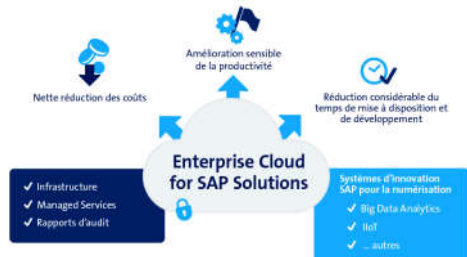 Amélioration sensible
de la productivité
Nette réduction des coûts
Réduction considérable du
temps de mise à disposition et
de développement
Enterprise Cloud
for SAP Solutions
✓ Infrastructure
✓ Managed Services
✓ Rapports d'audit
Systèmes d'innovation
SAP pour la numérisation
✓ Big Data Analytics
✓ IIoT
✓ ... autres